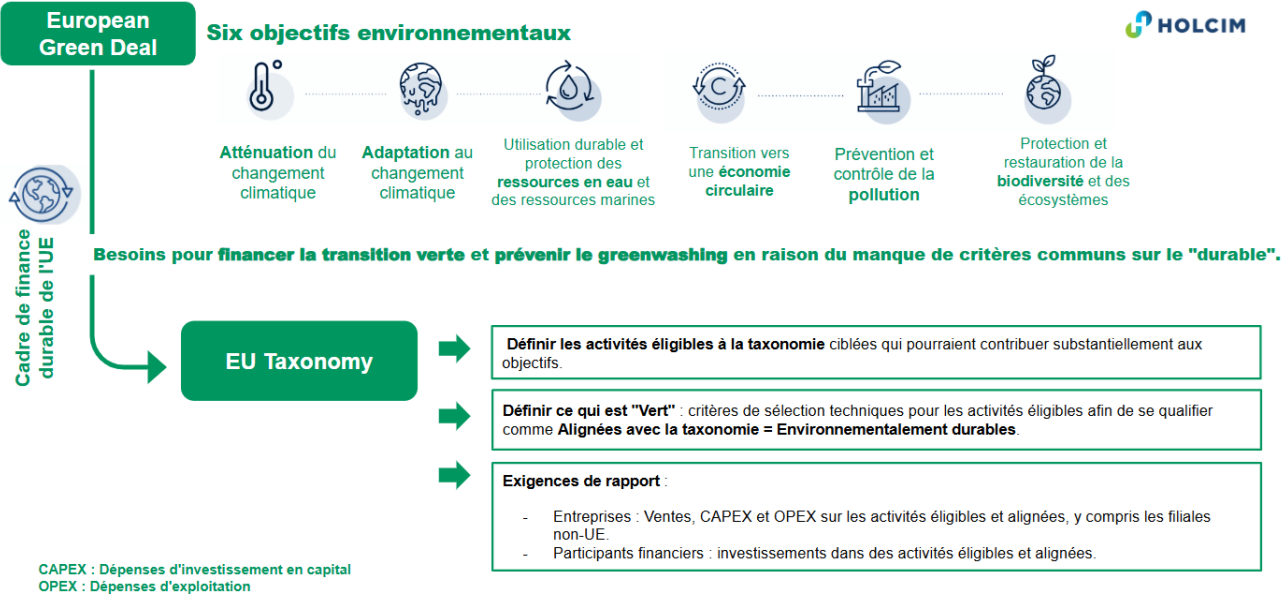 European
Green Deal
Six objectifs environnementaux
HOLCIM
C
Atténuation du
changement
climatique
Adaptation au
changement
climatique
Utilisation durable et
protection des
ressources en eau et
des ressources marines
Transition vers
une économie
circulaire
Prévention et
contrôle de la
pollution
Protection et
restauration de la
biodiversité et des
écosystèmes
Cadre de finance
durable de l'UE
Besoins pour financer la transition verte et prévenir le greenwashing en raison du manque de critères communs sur le "durable".
EU Taxonomy
Définir les activités éligibles à la taxonomie ciblées qui pourraient contribuer substantiellement aux
objectifs.
Définir ce qui est "Vert" : critères de sélection techniques pour les activités éligibles afin de se qualifier
comme Alignées avec la taxonomie = Environnementalement durables.
Exigences de rapport :
- Entreprises : Ventes, CAPEX et OPEX sur les activités éligibles et alignées, y compris les filiales
non-UE.
- Participants financiers : investissements dans des activités éligibles et alignées.
CAPEX : Dépenses d'investissement en capital
OPEX : Dépenses d'exploitation